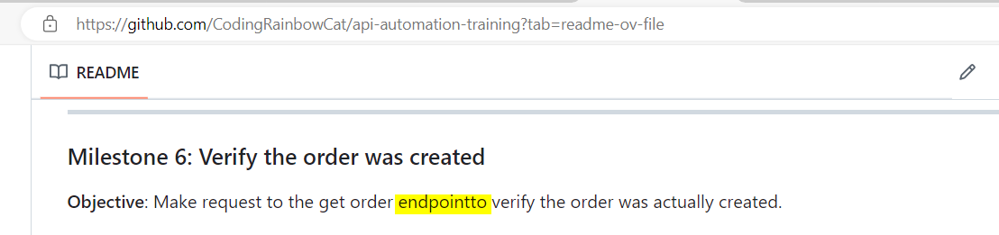 https://github.com/CodingRainbowCat/api-automation-training?tab=readme-ov-file
README
Milestone 6: Verify the order was created
Objective: Make request to the get order endpointto verify the order was actually created.